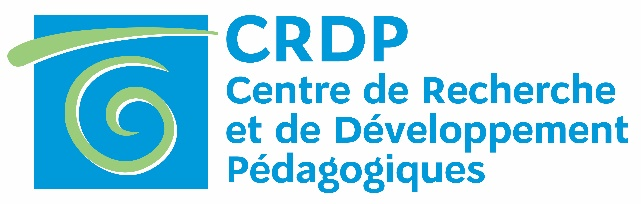 CRDP
Centre de Recherche
et de Développement
Pédagogiques